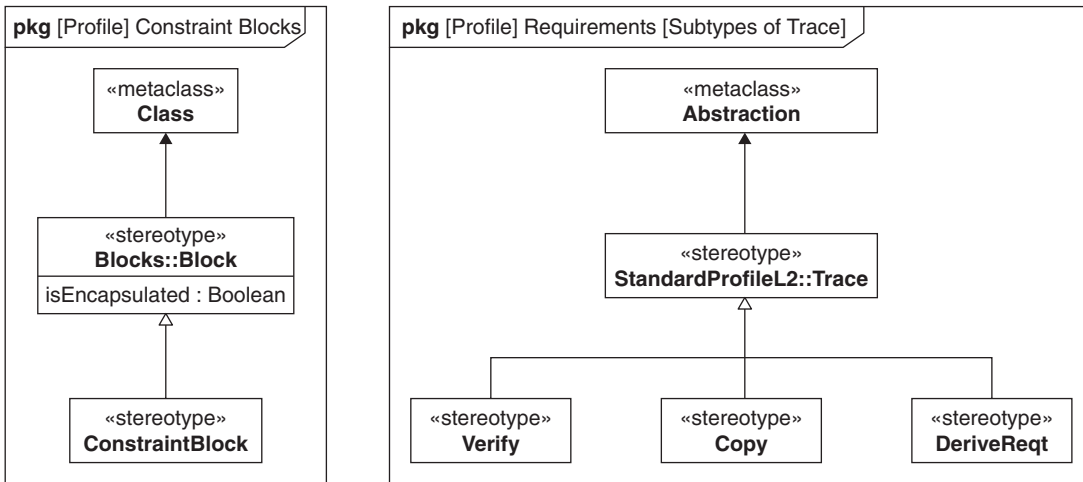 pkg [Profile] Constraint Blocks
«metaclass»
Class
«stereotype»
Blocks::Block
isEncapsulated : Boolean
«stereotype»
ConstraintBlock
pkg [Profile] Requirements [Subtypes of Trace]
«metaclass»
Abstraction
«stereotype»
StandardProfileL2::Trace
«stereotype»
Verify
«stereotype»
Copy
«stereotype»
DeriveReqt